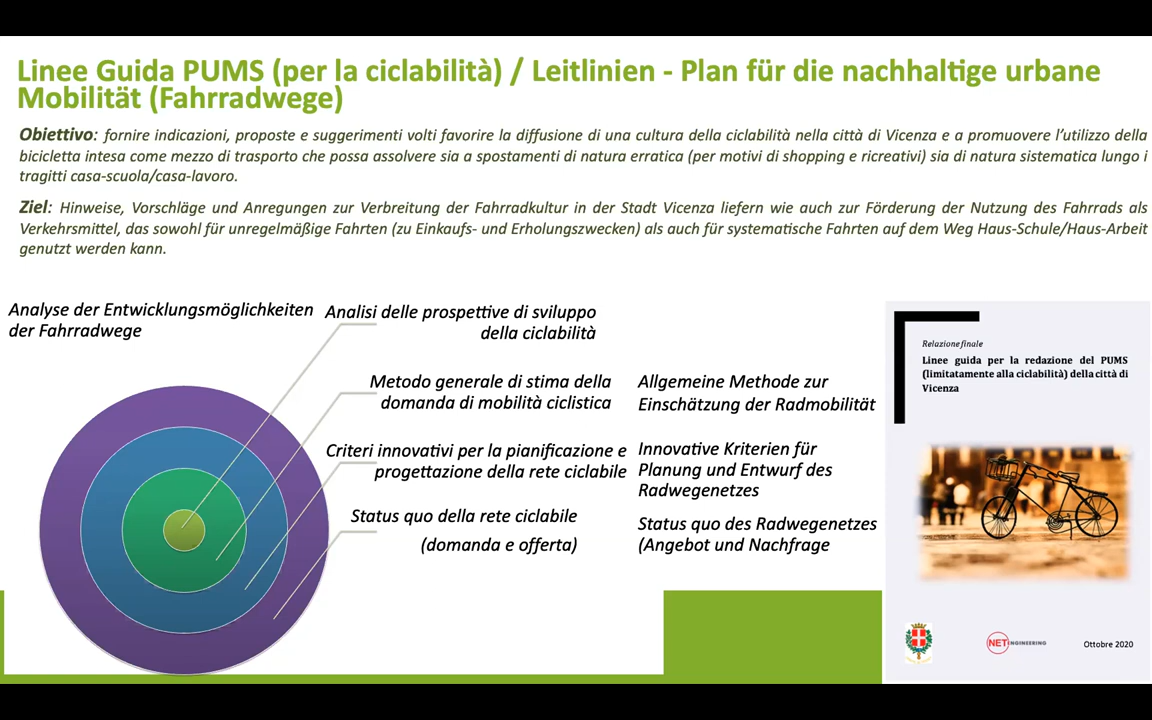 Linee Guida PUMS (per la ciclabilità) / Leitlinien - Plan für die nachhaltige urbane
Mobilität (Fahrradwege)
Obiettivo: fornire indicazioni, proposte e suggerimenti volti favorire la diffusione di una cultura della ciclabilità nella città di Vicenza e a promuovere l'utilizzo della
bicicletta intesa come mezzo di trasporto che possa assolvere sia a spostamenti di natura erratica (per motivi di shopping e ricreativi) sia di natura sistematica lungo i
tragitti casa-scuola/casa-lavoro.
Ziel: Hinweise, Vorschläge und Anregungen zur Verbreitung der Fahrradkultur in der Stadt Vicenza liefern wie auch zur Förderung der Nutzung des Fahrrads als
Verkehrsmittel, das sowohl für unregelmäßige Fahrten (zu Einkaufs- und Erholungszwecken) als auch für systematische Fahrten auf dem Weg Haus-Schule/Haus-Arbeit
genutzt werden kann.
Analyse der Entwicklungsmöglichkeiten
der Fahrradwege
Analisi delle prospettive di sviluppo
della ciclabilità
Metodo generale di stima della
domanda di mobilità ciclistica
Allgemeine Methode zur
Einschätzung der Radmobilität
Criteri innovativi per la pianificazione e
progettazione della rete ciclabile
Innovative Kriterien für
Planung und Entwurf des
Radwegenetzes
Status quo della rete ciclabile
(domanda e offerta)
Status quo des Radwegenetzes
(Angebot und Nachfrage
Relazione finale
Linee guida per la redazione del PUMS
(limitatamente alla ciclabilità) della città di
Vicenza
NETENGINEERING
Ottobre 2020